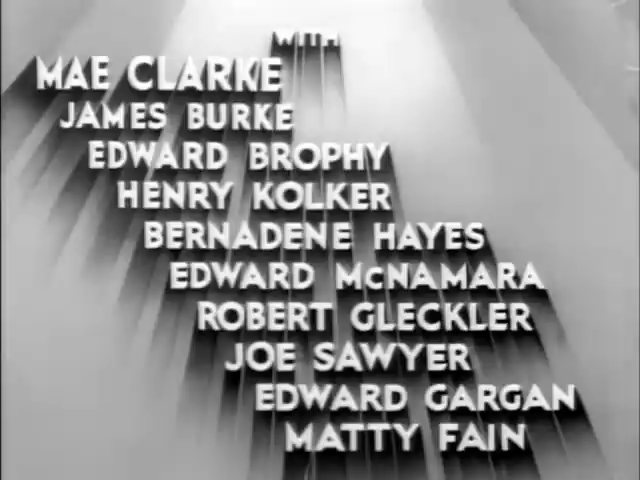 WITH
MAE CLARKE
JAMES BURKE
EDWARD BROPHY
HENRY KOLKER
BERNADENE HAYES
EDWARD McNAMARA
ROBERT GLECKLER
JOE SAWYER
EDWARD GARGAN
MATTY FAIN